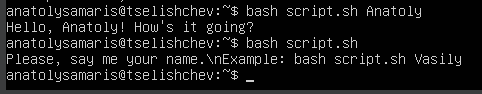 anatolysamaris@tselishchev:~$ bash script.sh Anatoly
Hello, Anatoly! How's it going?
anatolysamaris@tselishchev:~$ bash script.sh
Please, say me your name.\nExample: bash script.sh Vasily
anatolysamaris@tselishchev:~$ _